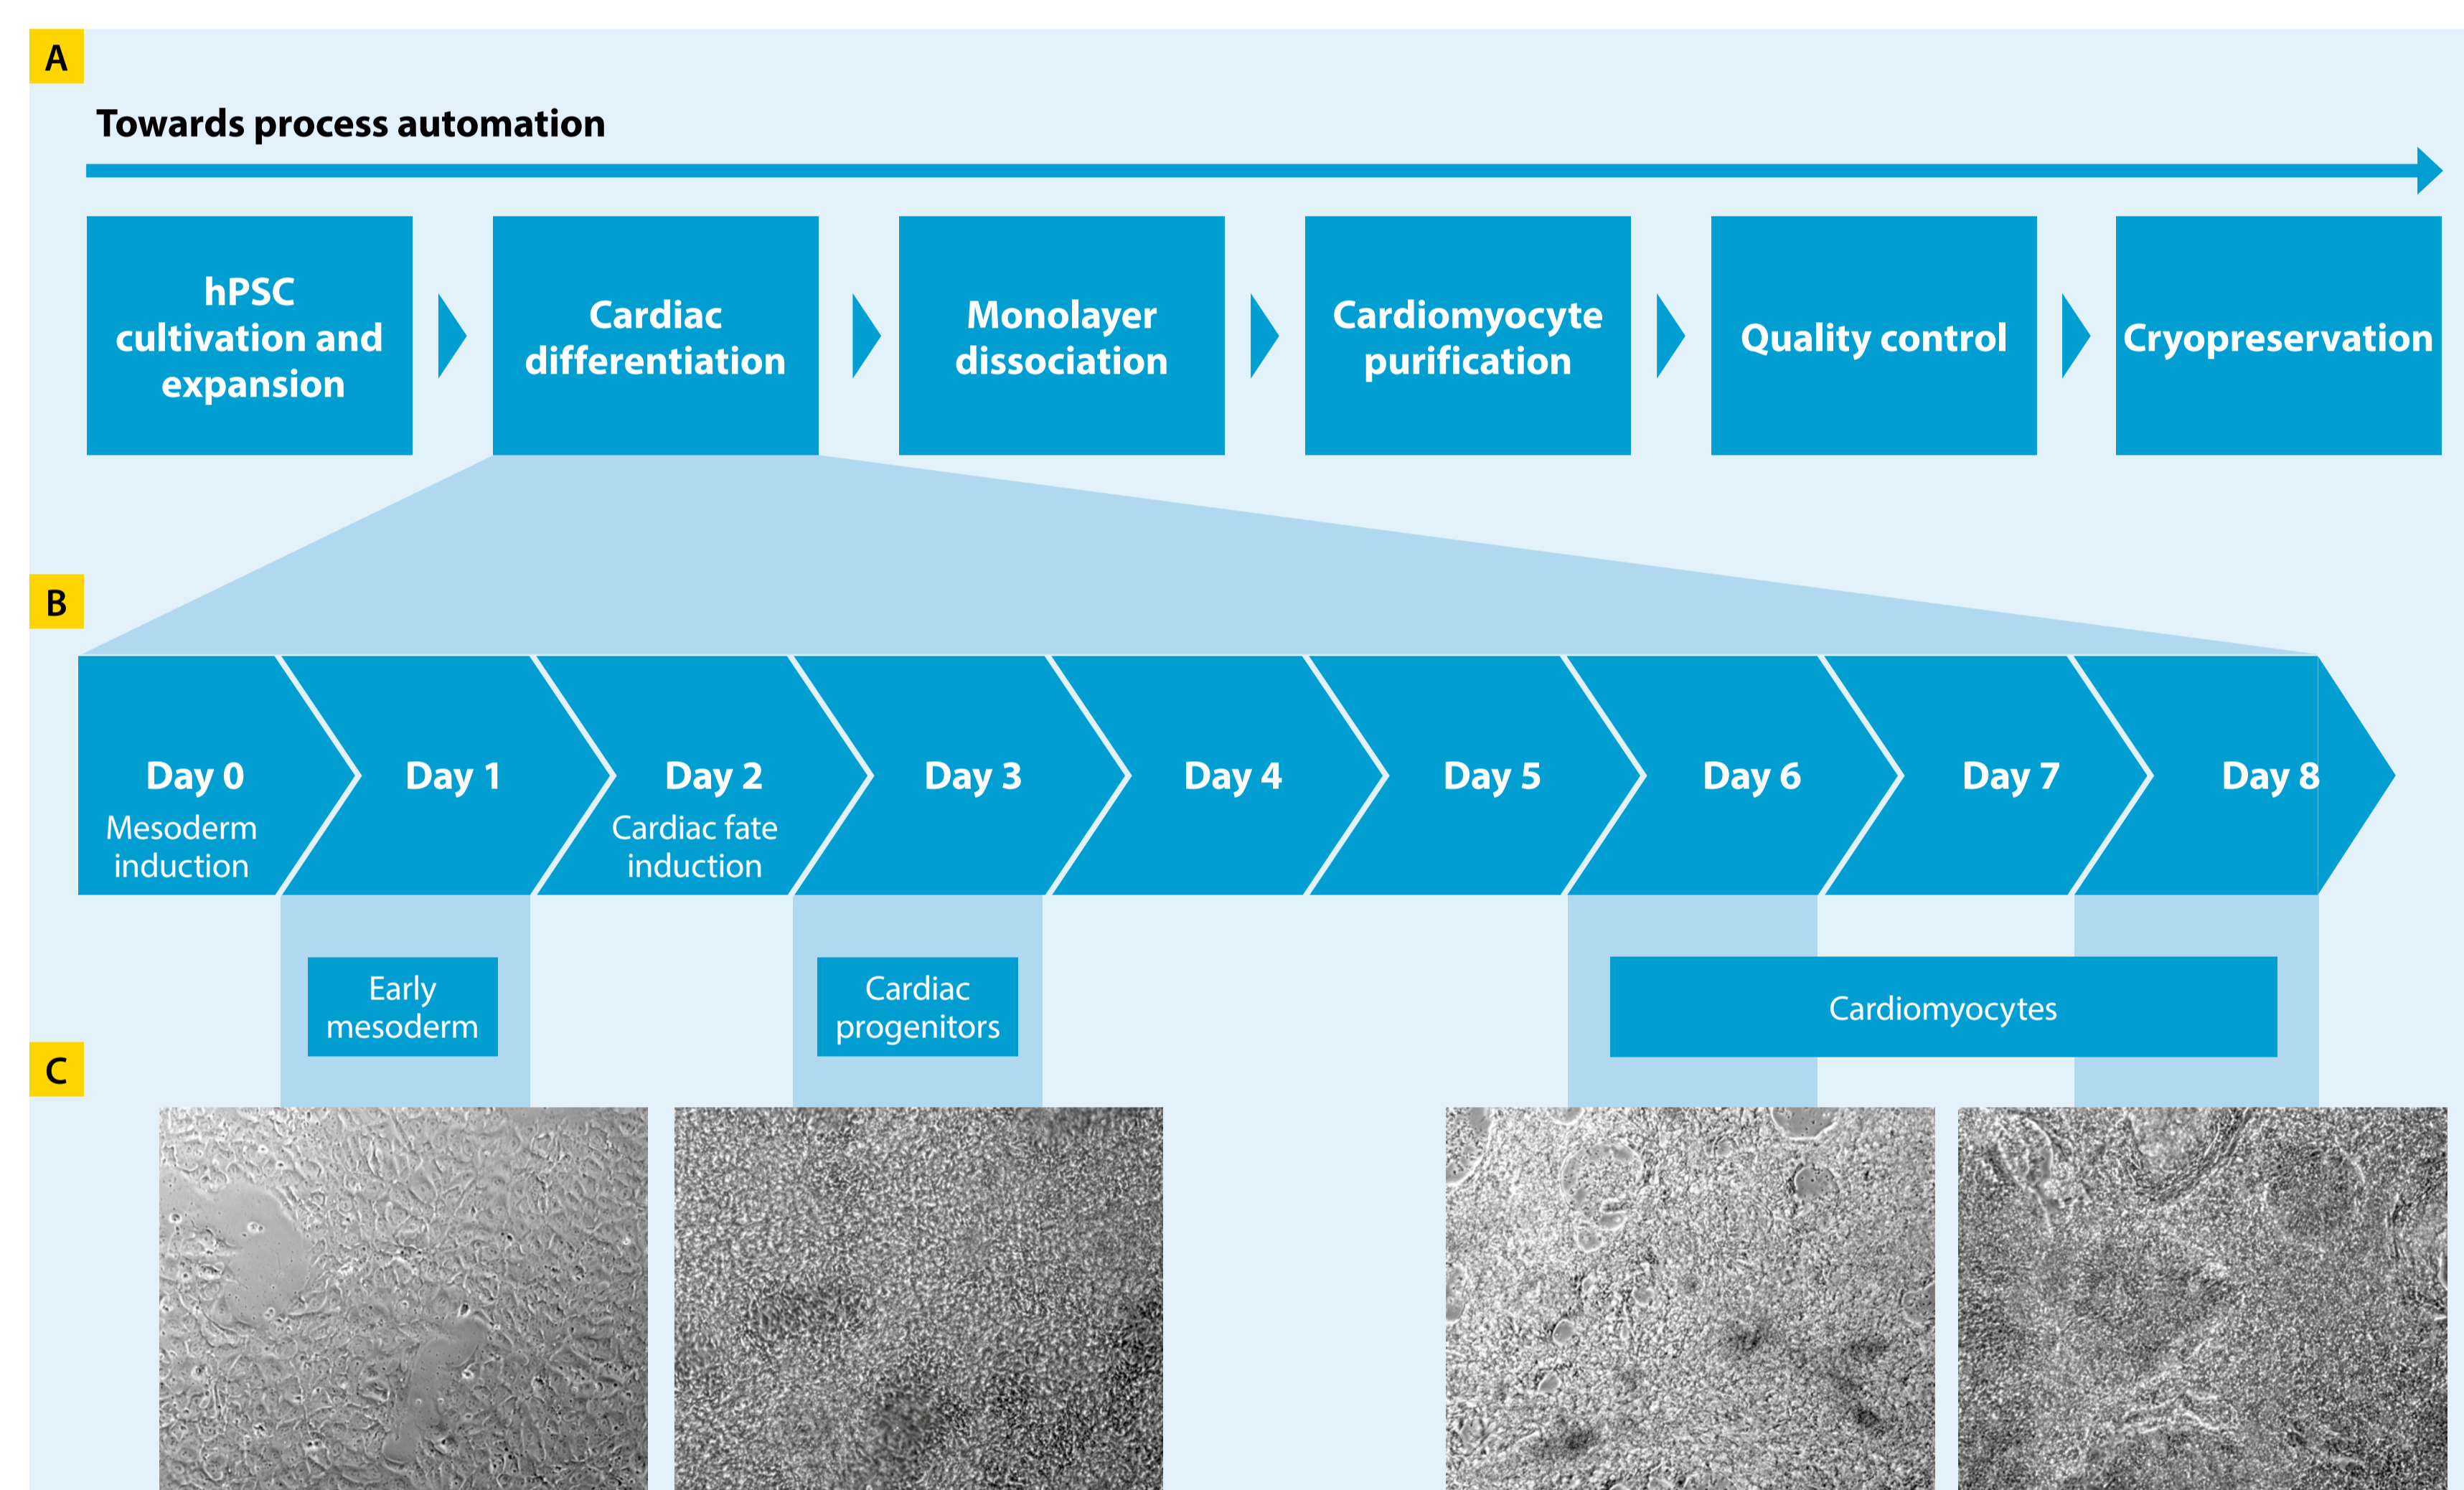 A
Towards process automation
hPSC
cultivation and
expansion
Cardiac
differentiation
Monolayer
dissociation
Cardiomyocyte
purification
Quality control
Cryopreservation
B
Day 0
Mesoderm
induction
Day 1
Day 2
Cardiac fate
induction
Day 3
Day 4
Day 5
Day 6
Day 7
Day 8
Early
mesoderm
Cardiac
progenitors
Cardiomyocytes
C